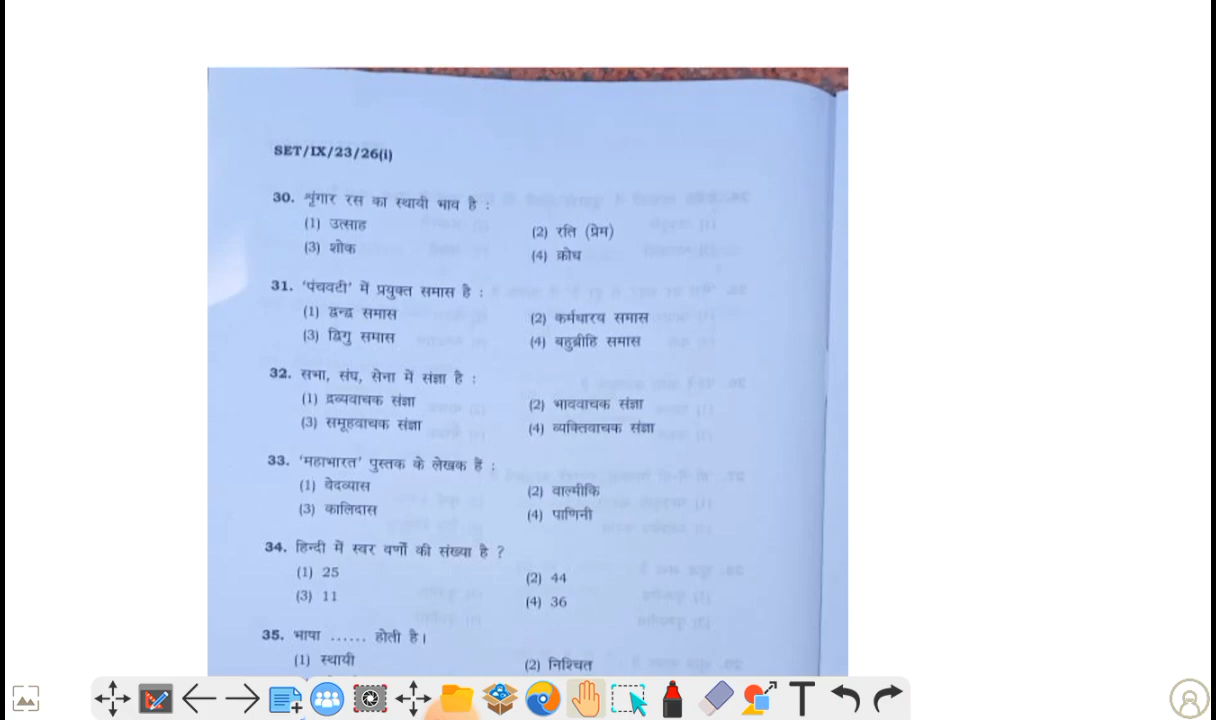 SET/IX/23/26(i)
30. शृंगार रस का स्थायी भाव है :
(1) उत्साह (2) रति (प्रेम)
(3) शोक (4) क्रोध
31. 'पंचवटी' में प्रयुक्त समास है :
(1) द्वन्द्व समास (2) कर्मधारय समास
(3) द्विगु समास (4) बहुब्रीहि समास
32. सभा, संघ, सेना में संज्ञा है :
(1) द्रव्यवाचक संज्ञा (2) भाववाचक संज्ञा
(3) समूहवाचक संज्ञा (4) व्यक्तिवाचक संज्ञा
33. 'महाभारत' पुस्तक के लेखक हैं :
(1) वेदव्यास (2) वाल्मीकि
(3) कालिदास (4) पाणिनी
34. हिन्दी में स्वर वर्णों की संख्या है ?
(1) 25 (2) 44
(3) 11 (4) 36
35. भाषा ...... होती है।
(1) स्थायी (2) निश्चित